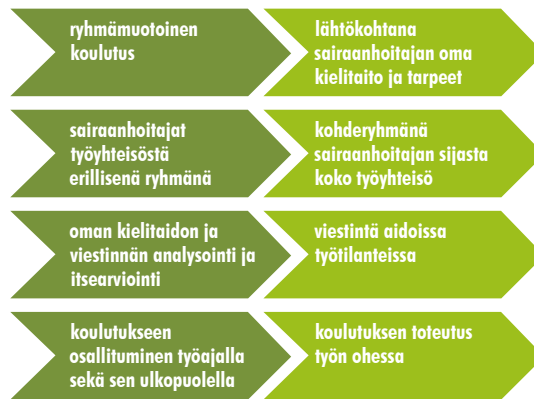 ryhmämuotoinen
koulutus
lähtökohtana
sairaanhoitajan oma
kielitaito ja tarpeet
sairaanhoitajat
työyhteisöstä
erillisenä ryhmänä
kohderyhmänä
sairaanhoitajan sijasta
koko työyhteisö
oman kielitaidon ja
viestinnän analysointi ja
itsearviointi
viestintä aidoissa
työtilanteissa
koulutukseen
osallituminen työajalla
sekä sen ulkopuolella
koulutuksen toteutus
työn ohessa